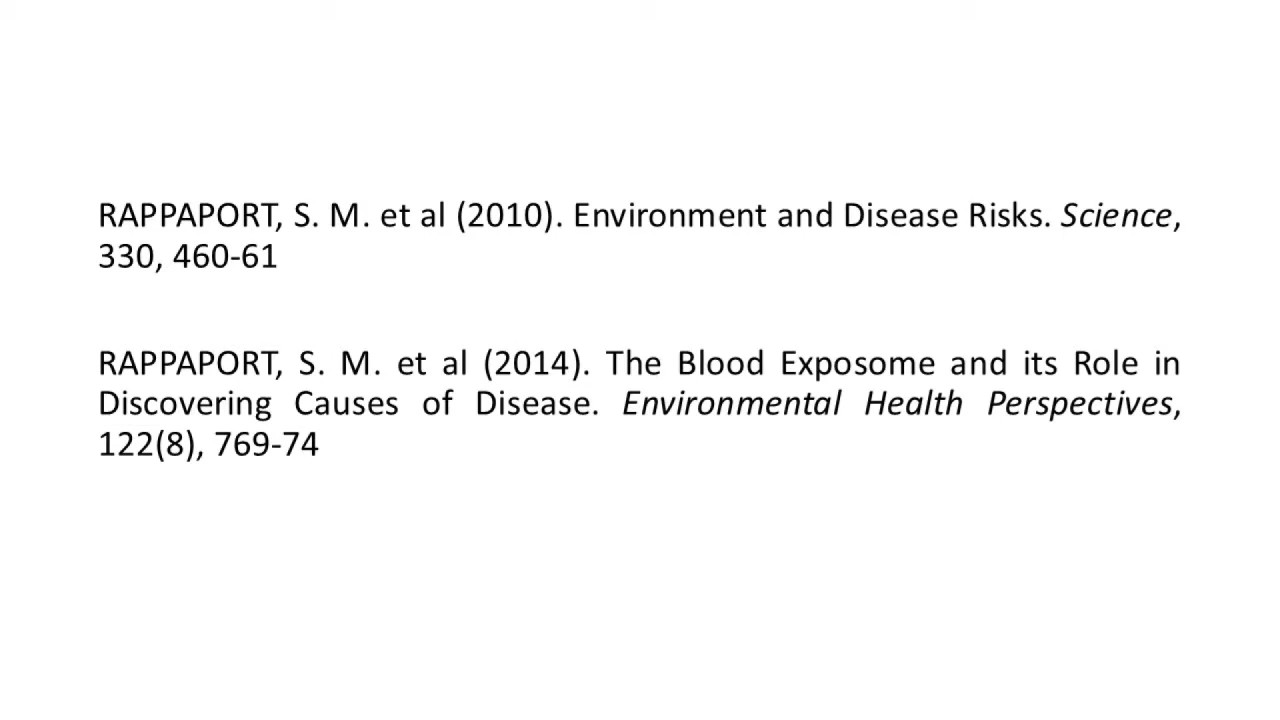 RAPPAPORT, S. M. et al (2010). Environment and Disease Risks. Science,
330, 460-61
RAPPAPORT, S. M. et al (2014). The Blood Exposome and its Role in
Discovering Causes of Disease. Environmental Health Perspectives,
122(8), 769-74